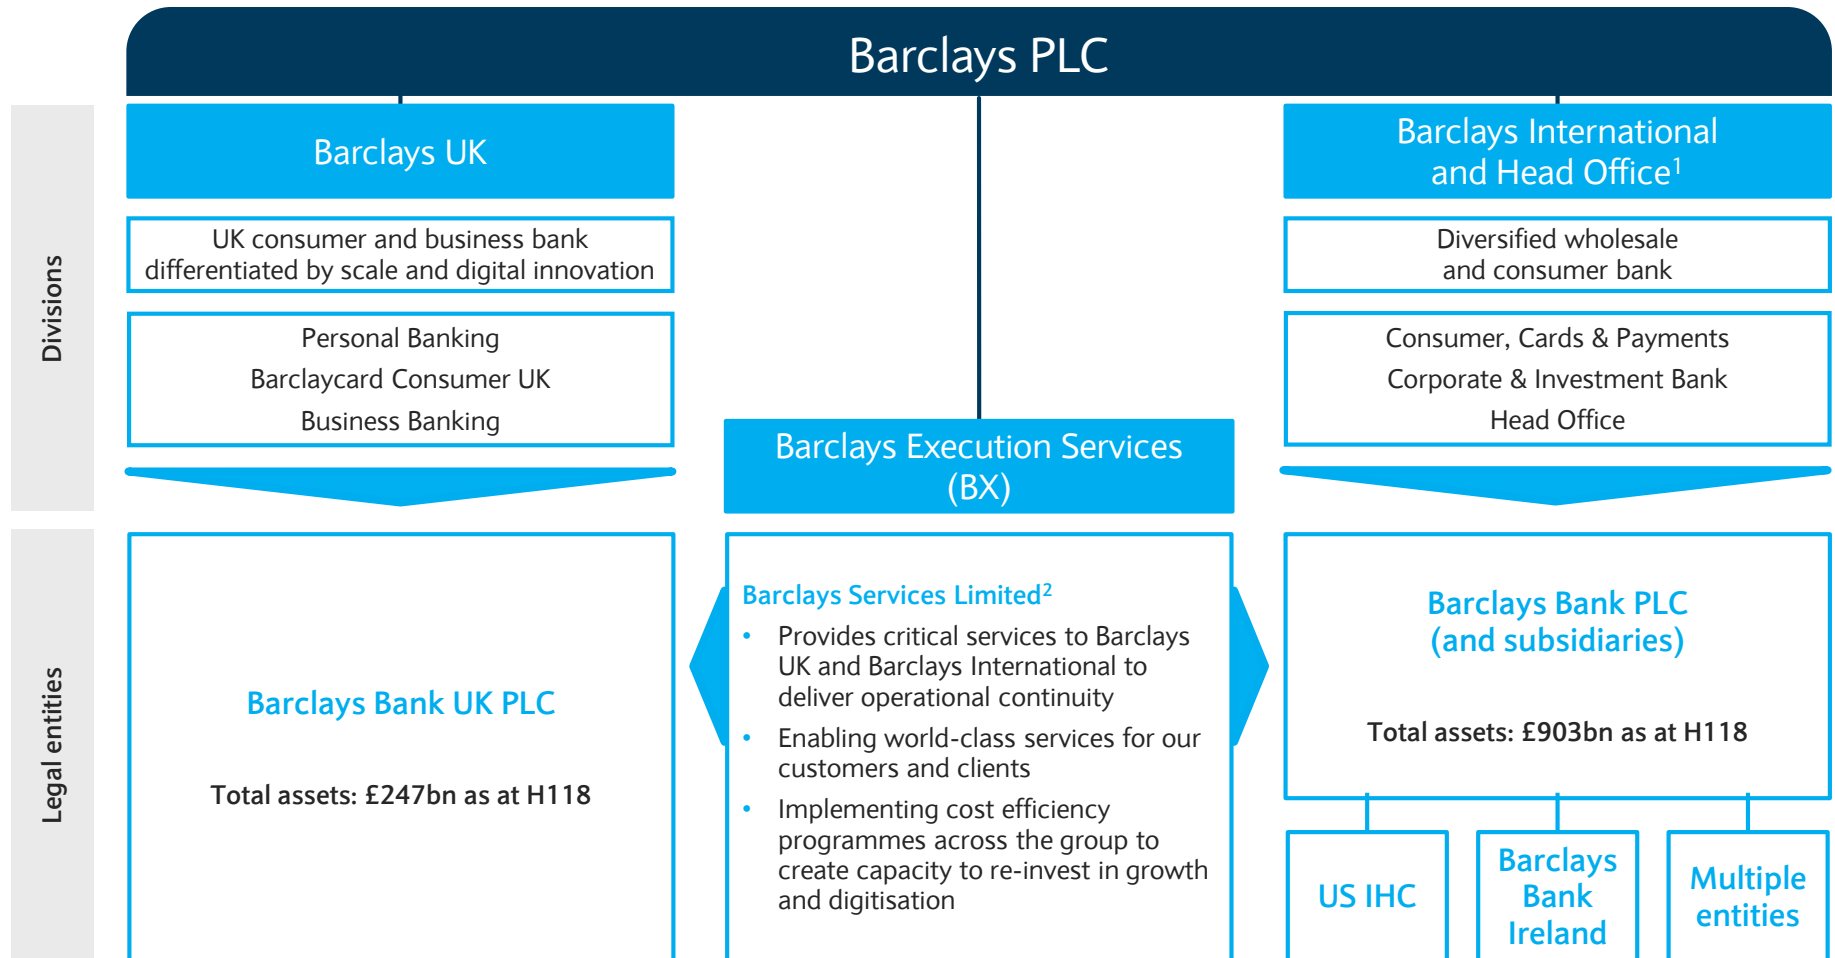 Barclays PLC
Divisions
Barclays UK
UK consumer and business bank
differentiated by scale and digital innovation
Personal Banking
Barclaycard Consumer UK
Business Banking
Barclays Execution Services
(BX)
Barclays International
and Head Office¹
Diversified wholesale
and consumer bank
Consumer, Cards & Payments
Corporate & Investment Bank
Head Office
Legal entities
Barclays Bank UK PLC
Total assets: £247bn as at H118
Barclays Services Limited²
• Provides critical services to Barclays
UK and Barclays International to
deliver operational continuity
• Enabling world-class services for our
customers and clients
• Implementing cost efficiency
programmes across the group to
create capacity to re-invest in growth
and digitisation
Barclays Bank PLC
(and subsidiaries)
Total assets: £903bn as at H118
US IHC
Barclays
Bank
Ireland
Multiple
entities